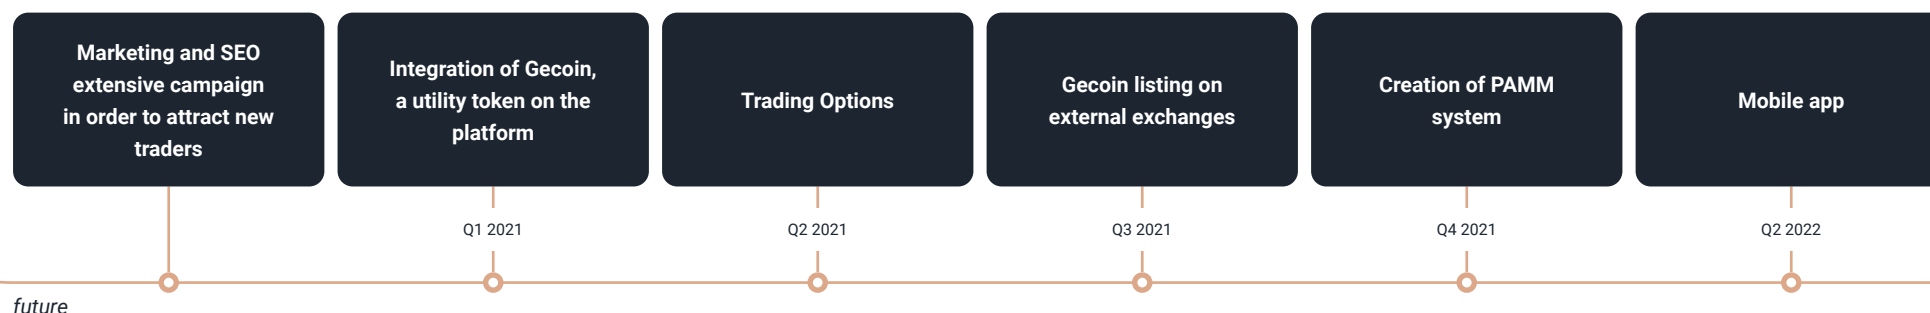 Marketing and SEO
extensive campaign
in order to attract new
traders
Integration of Gecoin,
a utility token on the
platform
Q1 2021
Trading Options
Q2 2021
Gecoin listing on
external exchanges
Q3 2021
Creation of PAMM
system
Q4 2021
Mobile app
Q2 2022
future